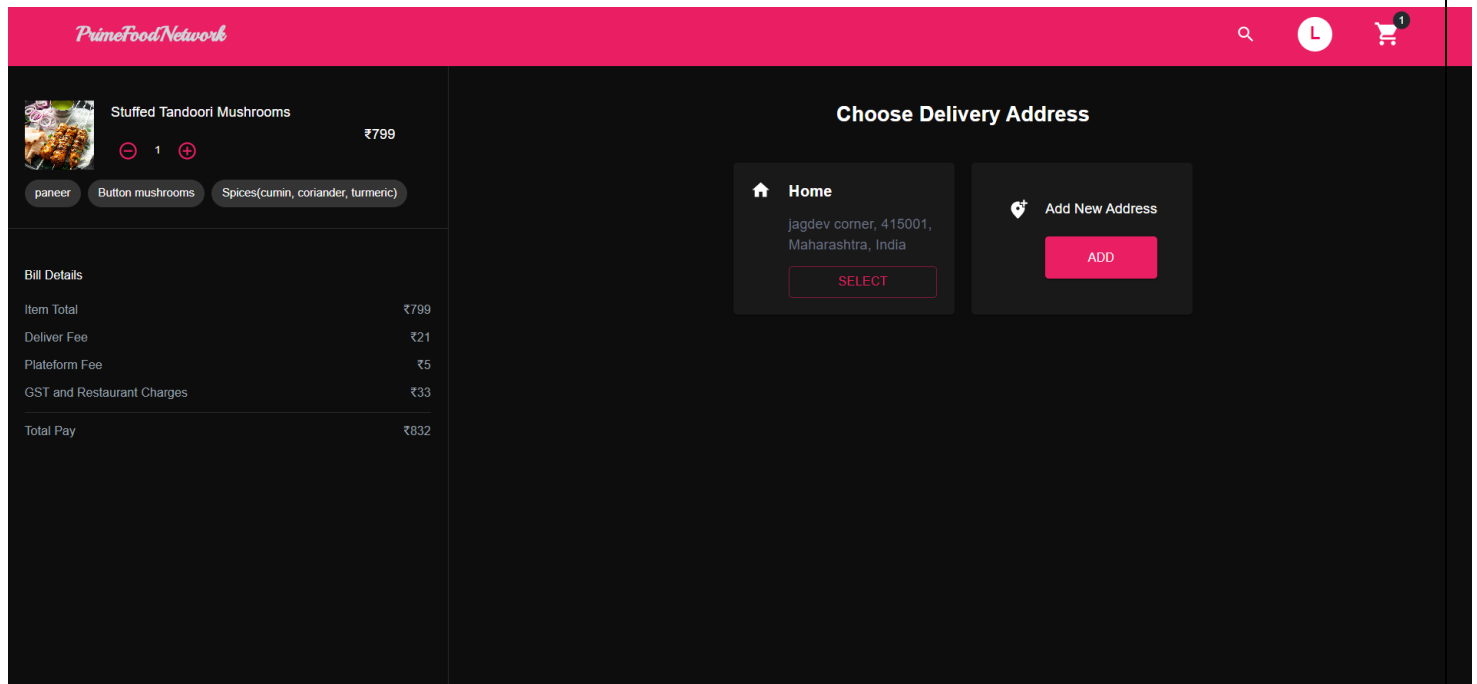 PrimeFoodNetwork
L
1
Stuffed Tandoori Mushrooms
₹799
1
paneer Button mushrooms Spices(cumin, coriander, turmeric)
Bill Details
Item Total ₹799
Deliver Fee ₹21
Plateform Fee ₹5
GST and Restaurant Charges ₹33
Total Pay ₹832
Choose Delivery Address
Home
jagdev corner, 415001,
Maharashtra, India
SELECT
Add New Address
ADD